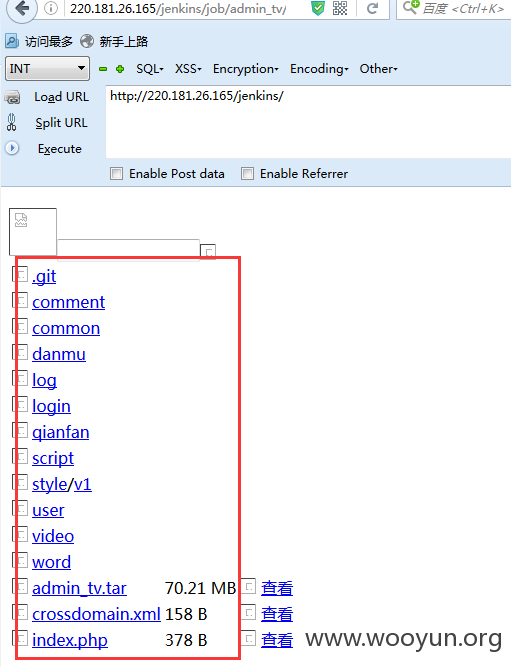 220.181.26.165/jenkins/job/admin_tv/
百度 <Ctrl+K>
访问最多 新手上路
INT SQL XSS Encryption Encoding Other
Load URL http://220.181.26.165/jenkins/
Split URL
Execute
Enable Post data Enable Referrer
.git
comment
common
danmu
log
login
qianfan
script
style/v1
user
video
word
admin_tv.tar 70.21 MB 查看
crossdomain.xml 158 B 查看
index.php 378 B 查看
www.wooyun.org